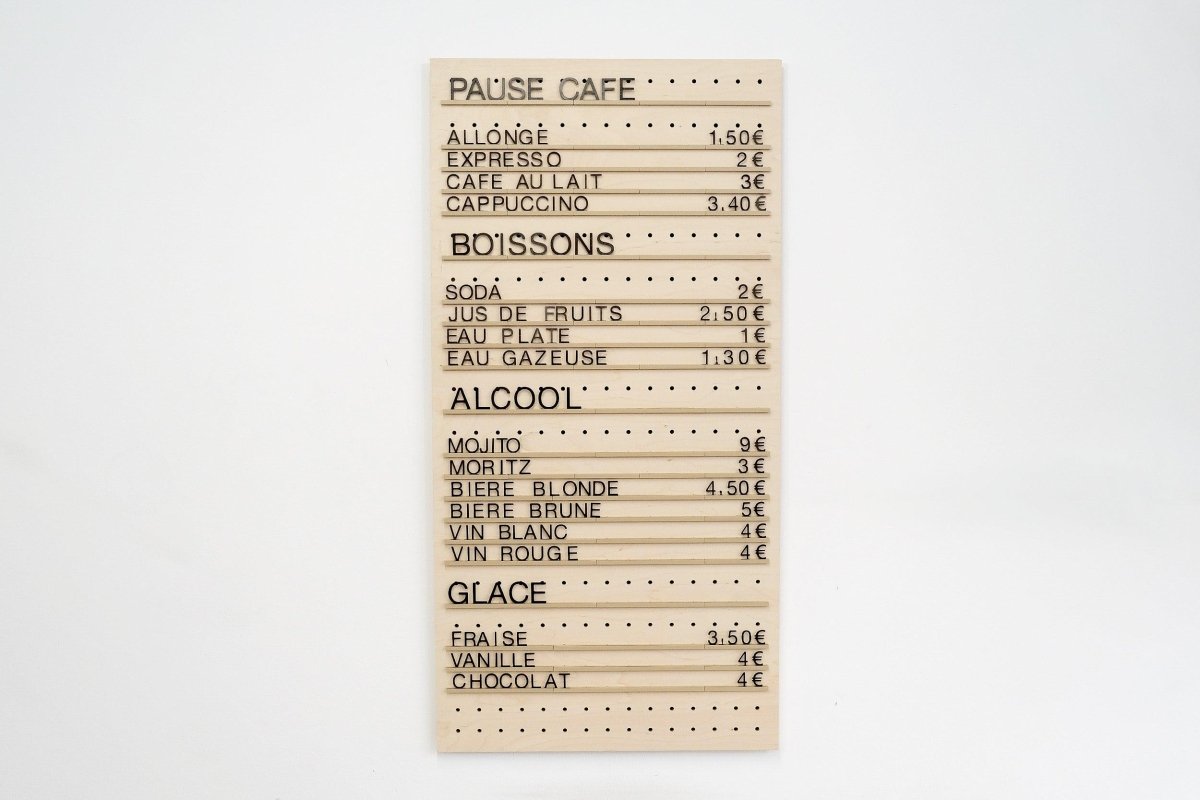 PAUSE CAFE
ALLONGE 1,50€
EXPRESSO 2€
CAFE AU LAIT 3€
CAPPUCCINO 3.40€
BOISSONS
SODA 2€
JUS DE FRUITS 2,50€
EAU PLATE 1€
EAU GAZEUSE 1,30€
ALCOOL
MOJITO 9€
MORITZ 3€
BIERE BLONDE 4,50€
BIERE BRUNE 5€
VIN BLANC 4€
VIN ROUGE 4€
GLACE
FRAISE 3,50€
VANILLE 4€
CHOCOLAT 4€